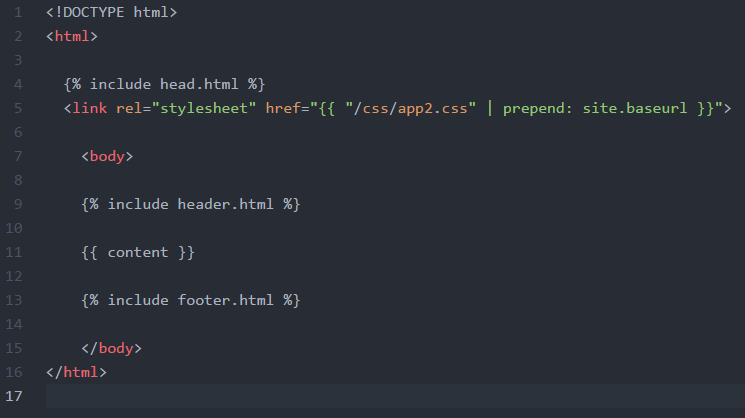 1 <!DOCTYPE html>
2 <html>
3
4 {% include head.html %}
5 <link rel="stylesheet" href="{{ "/css/app2.css" | prepend: site.baseurl }}">
6
7 <body>
8
9 {% include header.html %}
10
11 {{ content }}
12
13 {% include footer.html %}
14
15 </body>
16 </html>
17